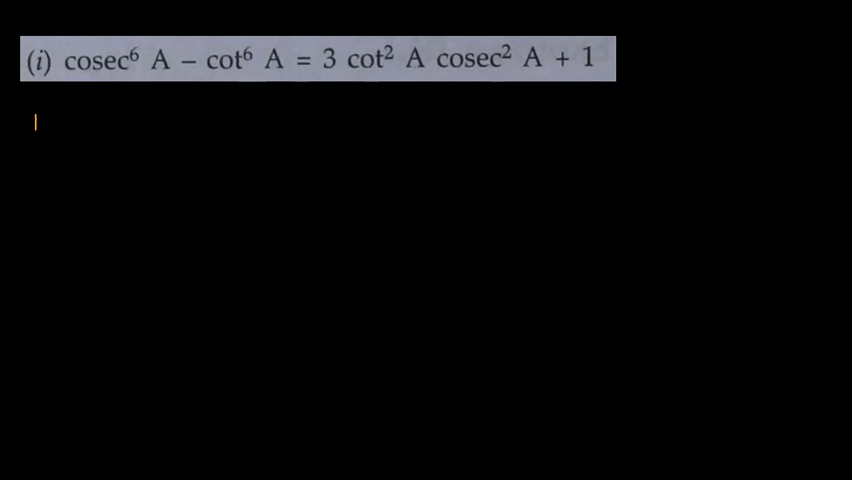 (i) cosec⁶ A – cot⁶ A = 3 cot² A cosec² A + 1